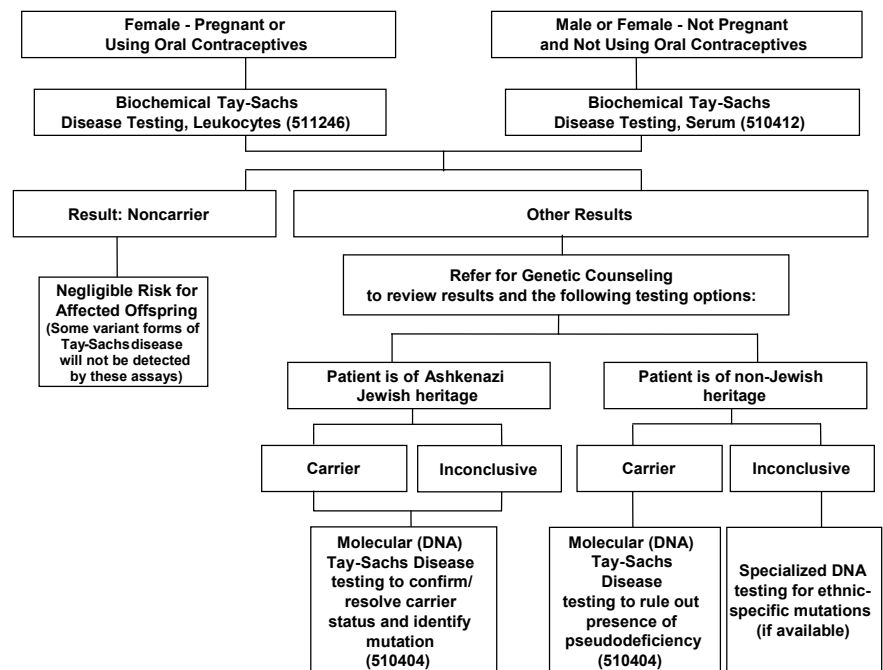 Female - Pregnant or
Using Oral Contraceptives
Male or Female - Not Pregnant
and Not Using Oral Contraceptives
Biochemical Tay-Sachs
Disease Testing, Leukocytes (511246)
Biochemical Tay-Sachs
Disease Testing, Serum (510412)
Result: Noncarrier
Other Results
Negligible Risk for
Affected Offspring
(Some variant forms of
Tay-Sachs disease
will not be detected
by these assays)
Refer for Genetic Counseling
to review results and the following testing options:
Patient is of Ashkenazi
Jewish heritage
Patient is of non-Jewish
heritage
Carrier
Inconclusive
Carrier
Inconclusive
Molecular (DNA)
Tay-Sachs Disease
testing to confirm/
resolve carrier
status and identify
mutation
(510404)
Molecular (DNA)
Tay-Sachs
Disease
testing to rule out
presence of
pseudodeficiency
(510404)
Specialized DNA
testing for ethnic-
specific mutations
(if available)